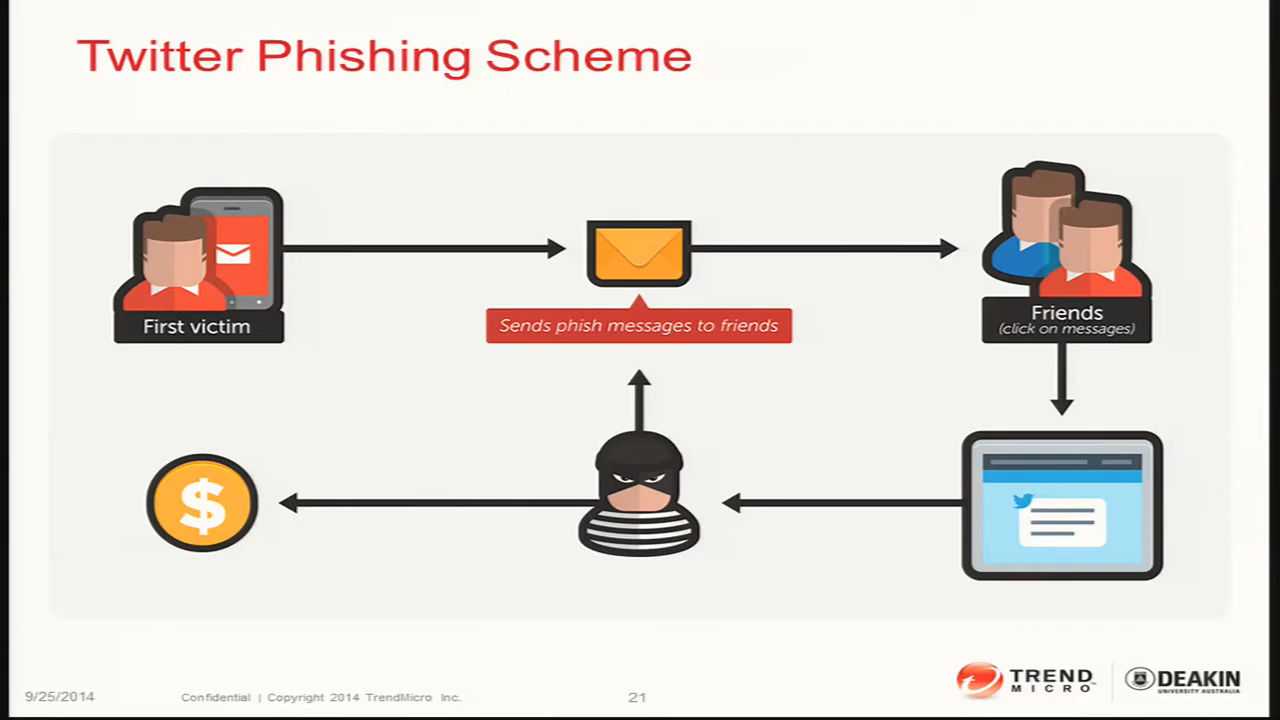 Twitter Phishing Scheme
First victim
Sends phish messages to friends
Friends
(click on messages)
$
9/25/2014
Confidential | Copyright 2014 TrendMicro Inc.
21
TREND
MICRO™
DEAKIN
UNIVERSITY AUSTRALIA